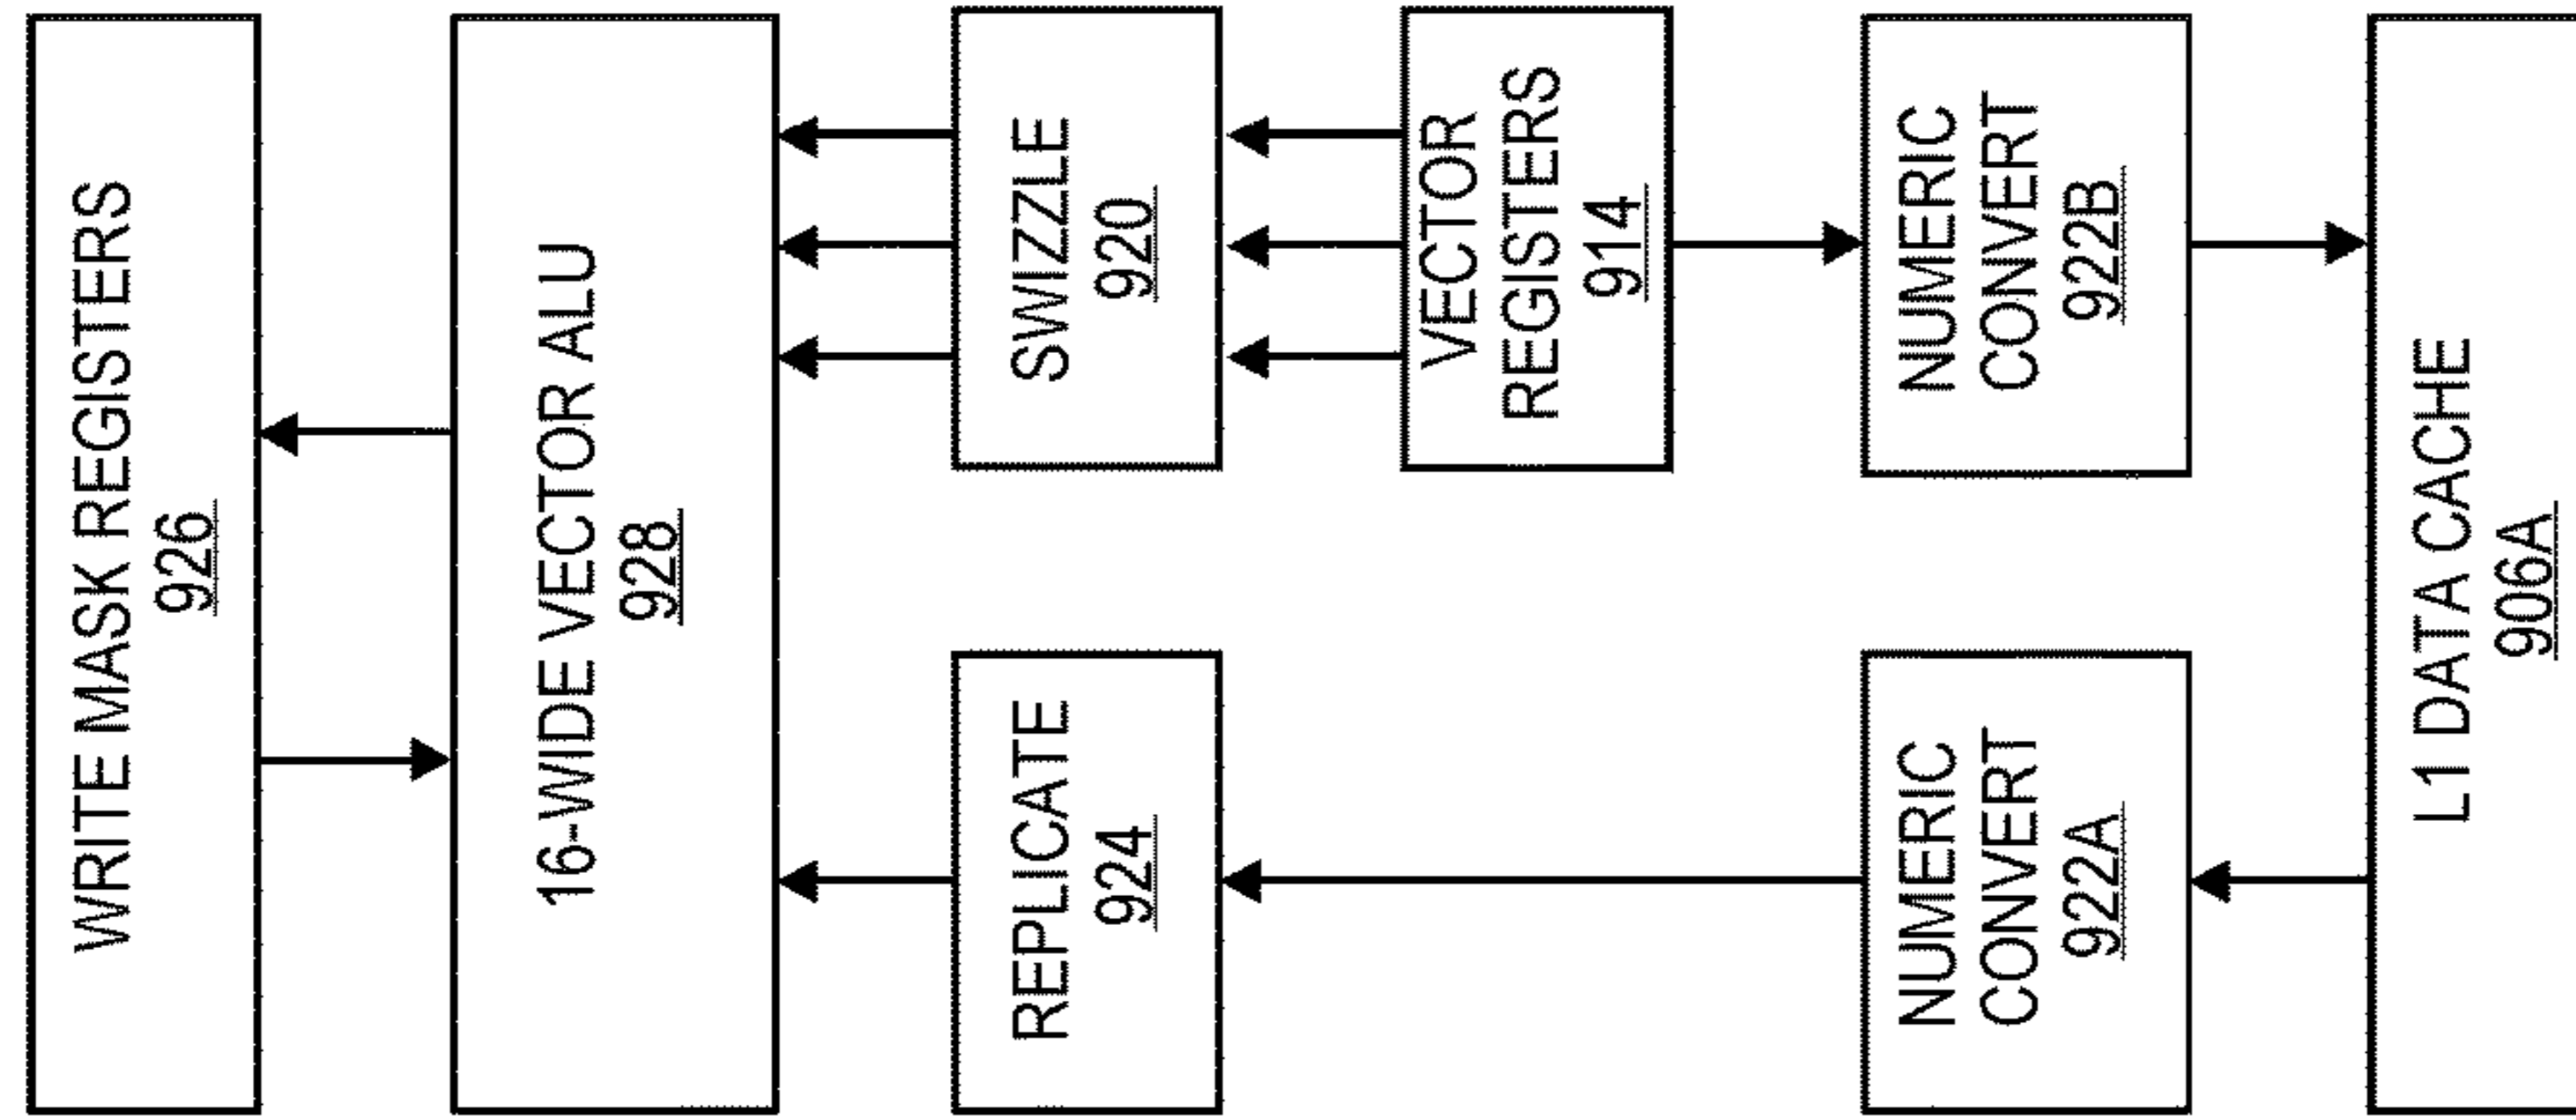 WRITE MASK REGISTERS
926
16-WIDE VECTOR ALU
928
REPLICATE
924
SWIZZLE
920
VECTOR
REGISTERS
914
NUMERIC
CONVERT
922A
NUMERIC
CONVERT
922B
L1 DATA CACHE
906A